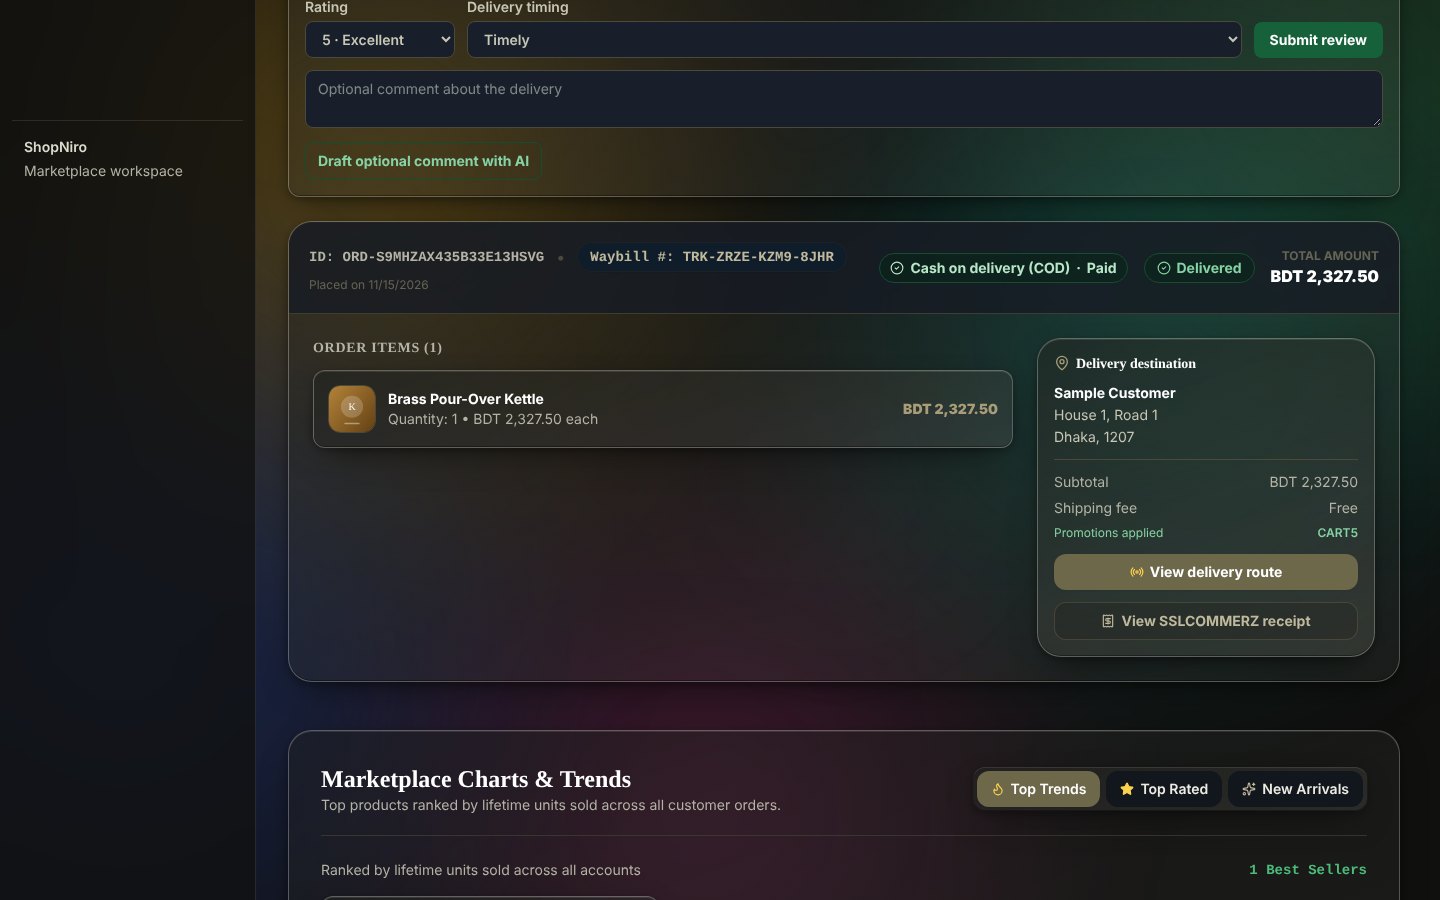 Rating
Delivery timing
5 · Excellent
Timely
Submit review
Optional comment about the delivery
Draft optional comment with AI
ShopNiro
Marketplace workspace
ID: ORD-S9MHZAX435B33E13HSVG • Waybill #: TRK-ZRZE-KZM9-8JHR
Placed on 11/15/2026
Cash on delivery (COD) · Paid
Delivered
TOTAL AMOUNT
BDT 2,327.50
ORDER ITEMS (1)
K
Brass Pour-Over Kettle
Quantity: 1 • BDT 2,327.50 each
BDT 2,327.50
Delivery destination
Sample Customer
House 1, Road 1
Dhaka, 1207
Subtotal BDT 2,327.50
Shipping fee Free
Promotions applied CART5
View delivery route
View SSLCOMMERZ receipt
Marketplace Charts & Trends
Top products ranked by lifetime units sold across all customer orders.
Top Trends
Top Rated
New Arrivals
Ranked by lifetime units sold across all accounts
1 Best Sellers